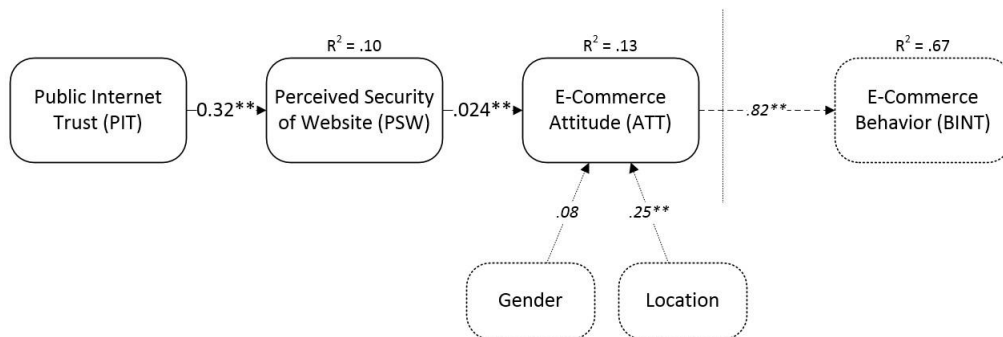 R² = .10
R² = .13
R² = .67
Public Internet
Trust (PIT)
0.32**
Perceived Security
of Website (PSW)
.024**
E-Commerce
Attitude (ATT)
.82**
E-Commerce
Behavior (BINT)
.08
.25**
Gender
Location